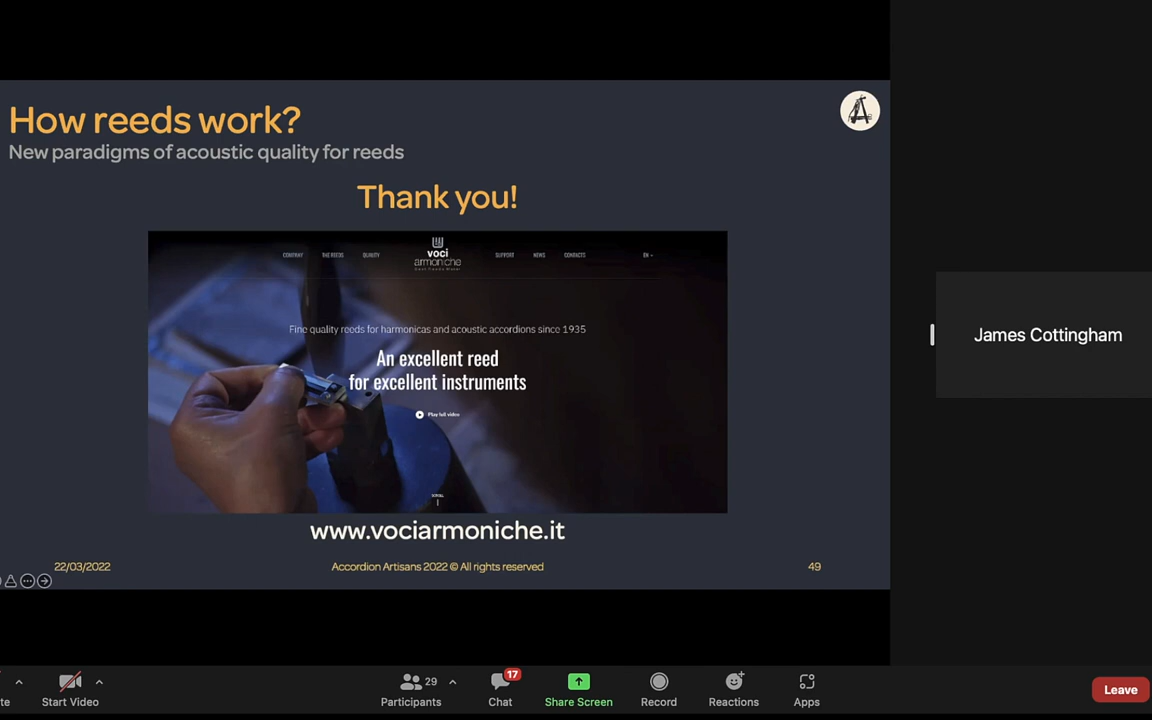 How reeds work?
New paradigms of acoustic quality for reeds
Thank you!
COMPANY THE REEDS QUALITY voci armoniche SUPPORT NEWS CONTACTS EN
Fine quality reeds for harmonicas and acoustic accordions since 1935
An excellent reed
for excellent instruments
Play full video
SCROLL
www.vociarmoniche.it
22/03/2022 Accordion Artisans 2022 © All rights reserved 49
James Cottingham
te Start Video Participants 29 Chat 17 Share Screen Record Reactions Apps Leave